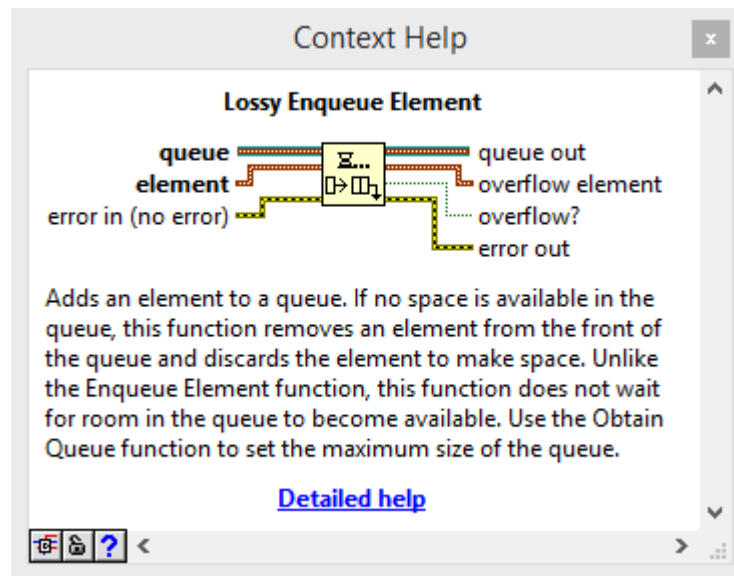 Context Help
x
Lossy Enqueue Element
queue
queue out
element
overflow element
error in (no error)
overflow?
error out
Adds an element to a queue. If no space is available in the
queue, this function removes an element from the front of
the queue and discards the element to make space. Unlike
the Enqueue Element function, this function does not wait
for room in the queue to become available. Use the Obtain
Queue function to set the maximum size of the queue.
Detailed help
?